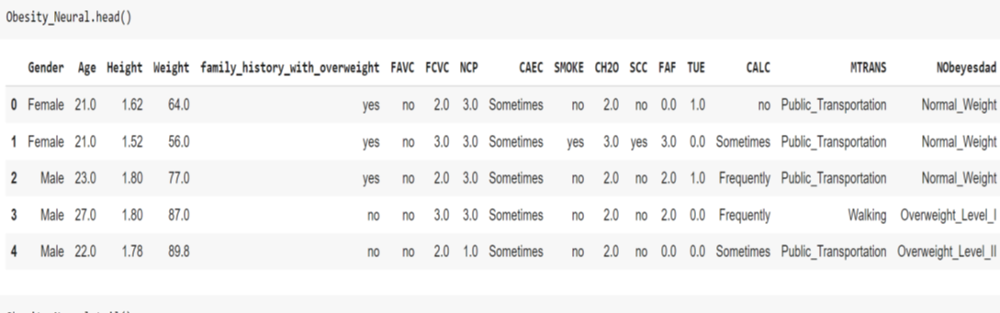 Obesity_Neural.head()
Gender Age Height Weight family_history_with_overweight FAVC FCVC NCP CAEC SMOKE CH2O SCC FAF TUE CALC MTRANS NObeyesdad
0 Female 21.0 1.62 64.0 yes no 2.0 3.0 Sometimes no 2.0 no 0.0 1.0 no Public_Transportation Normal_Weight
1 Female 21.0 1.52 56.0 yes no 3.0 3.0 Sometimes yes 3.0 yes 3.0 0.0 Sometimes Public_Transportation Normal_Weight
2 Male 23.0 1.80 77.0 yes no 2.0 3.0 Sometimes no 2.0 no 2.0 1.0 Frequently Public_Transportation Normal_Weight
3 Male 27.0 1.80 87.0 no no 3.0 3.0 Sometimes no 2.0 no 2.0 0.0 Frequently Walking Overweight_Level_I
4 Male 22.0 1.78 89.8 no no 2.0 1.0 Sometimes no 2.0 no 0.0 0.0 Sometimes Public_Transportation Overweight_Level_II